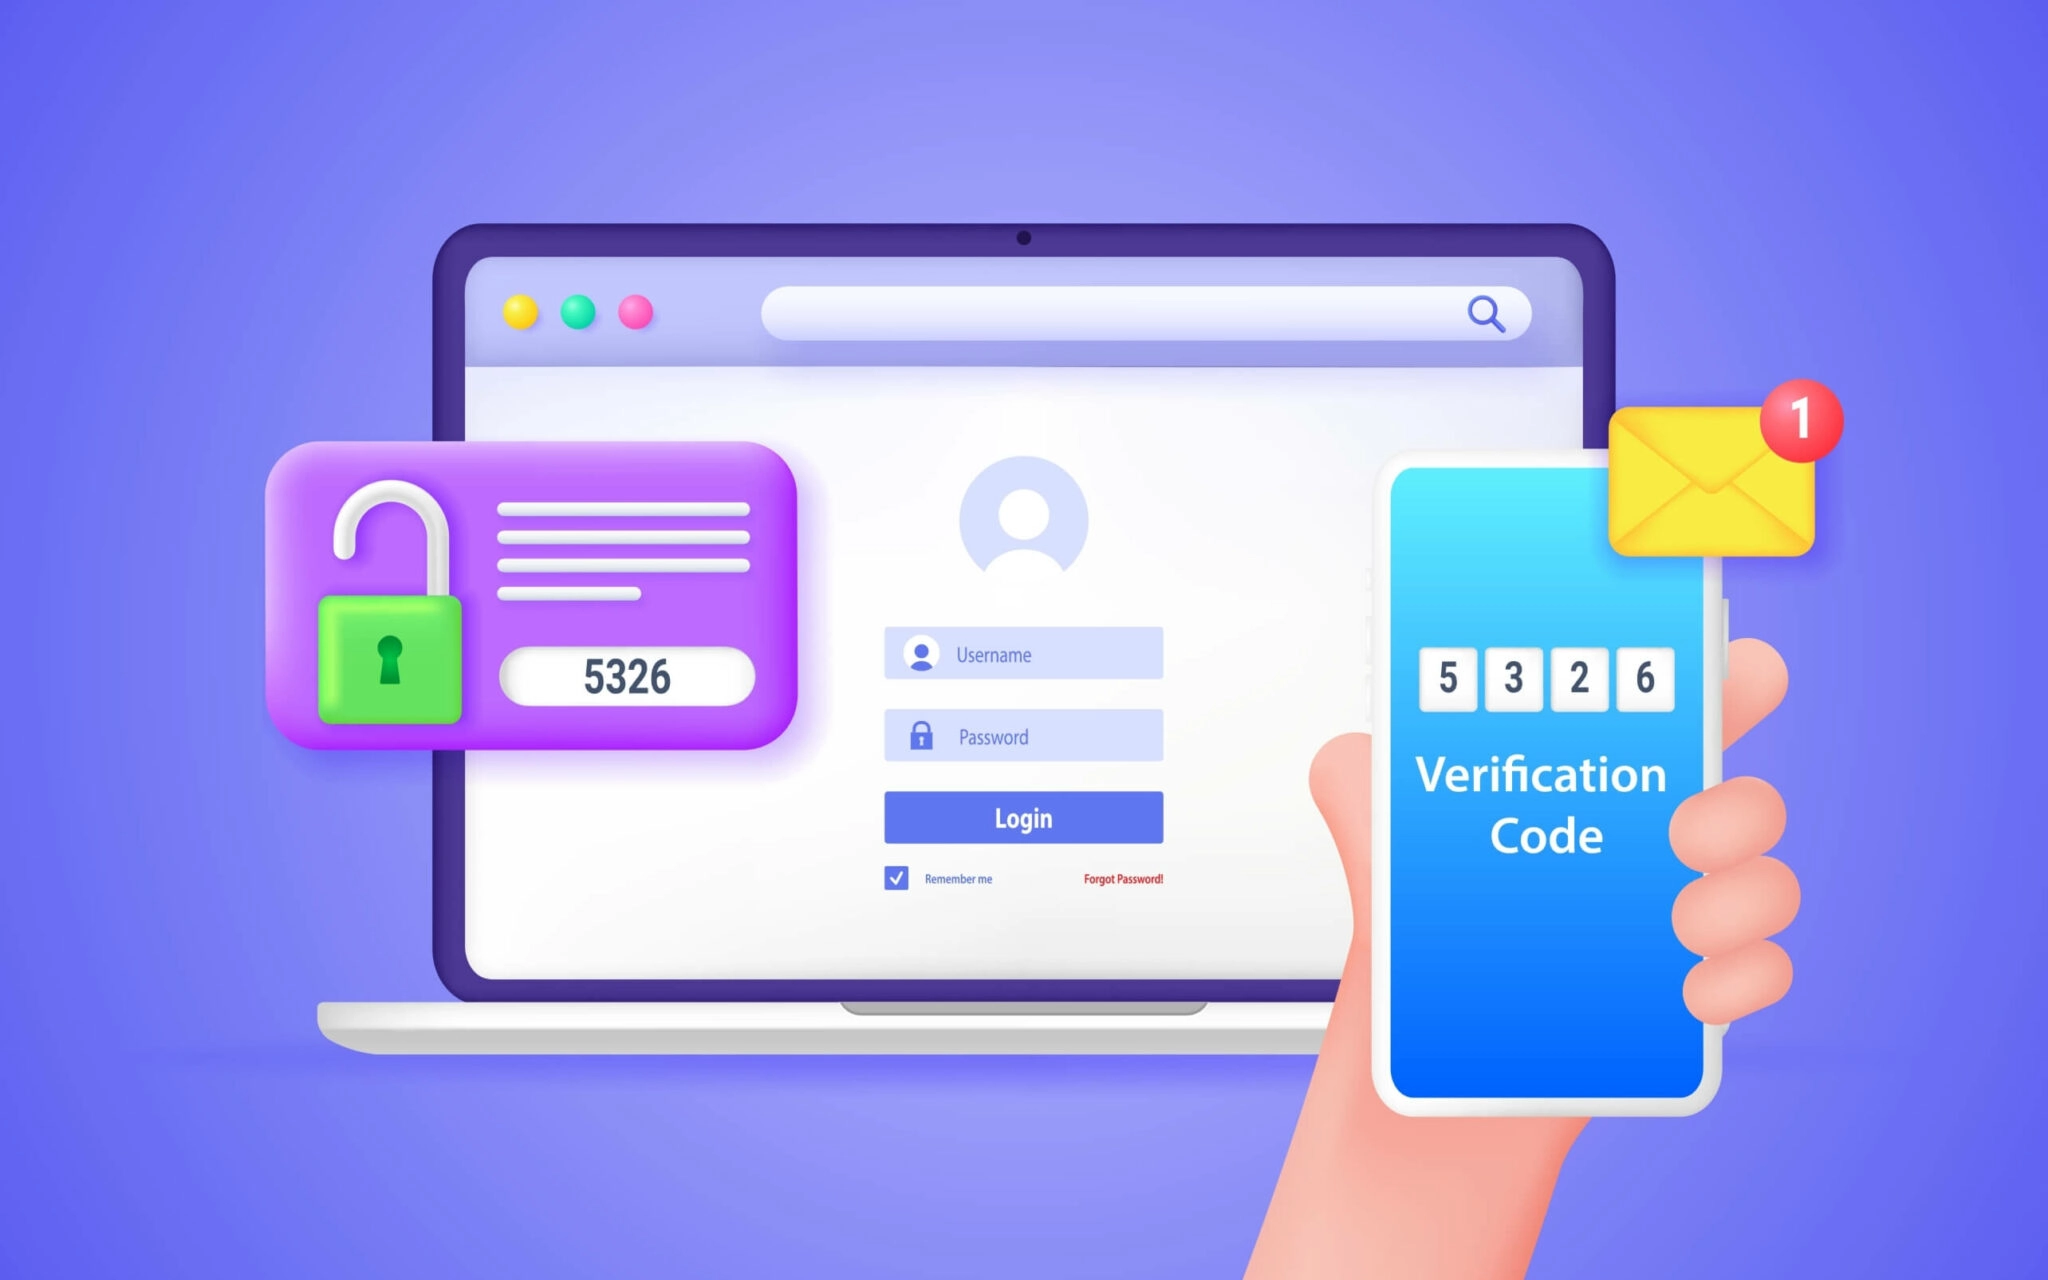 1
5326
Username
Password
Login
Remember me
Forgot Password!
5 3 2 6
Verification
Code